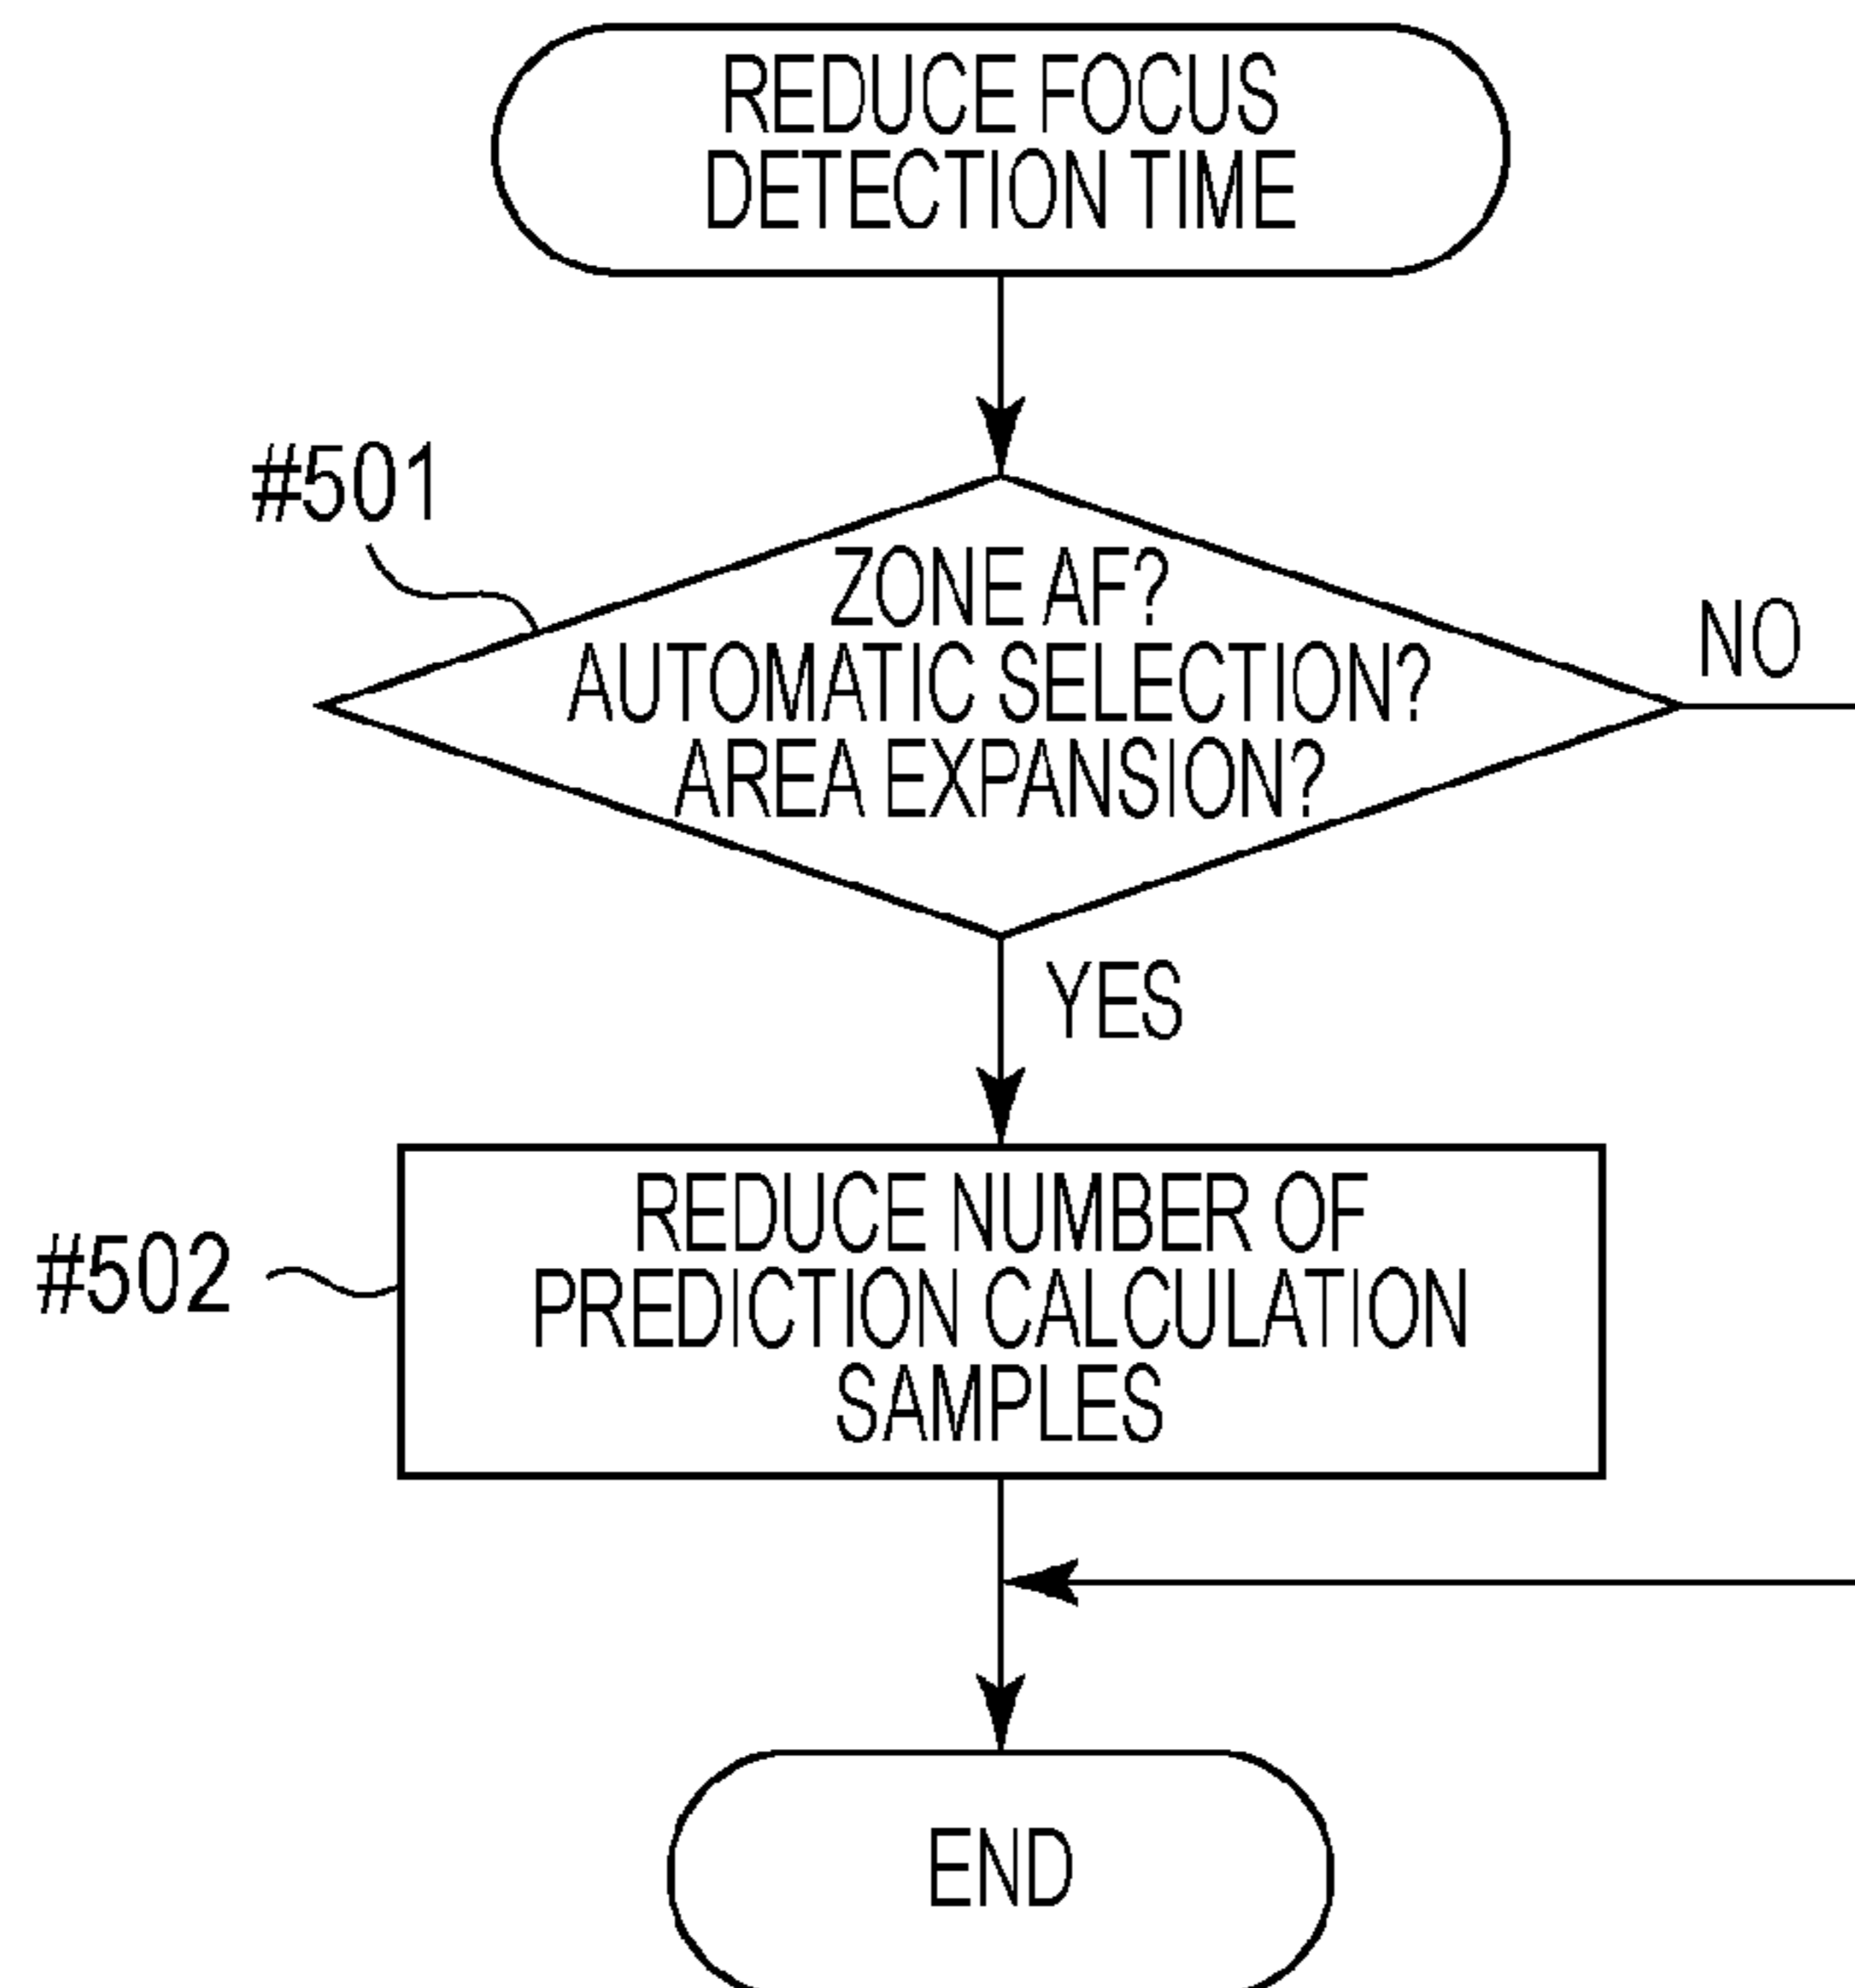 REDUCE FOCUS
DETECTION TIME
#501
ZONE AF?
AUTOMATIC SELECTION?
AREA EXPANSION?
NO
YES
#502
REDUCE NUMBER OF
PREDICTION CALCULATION
SAMPLES
END